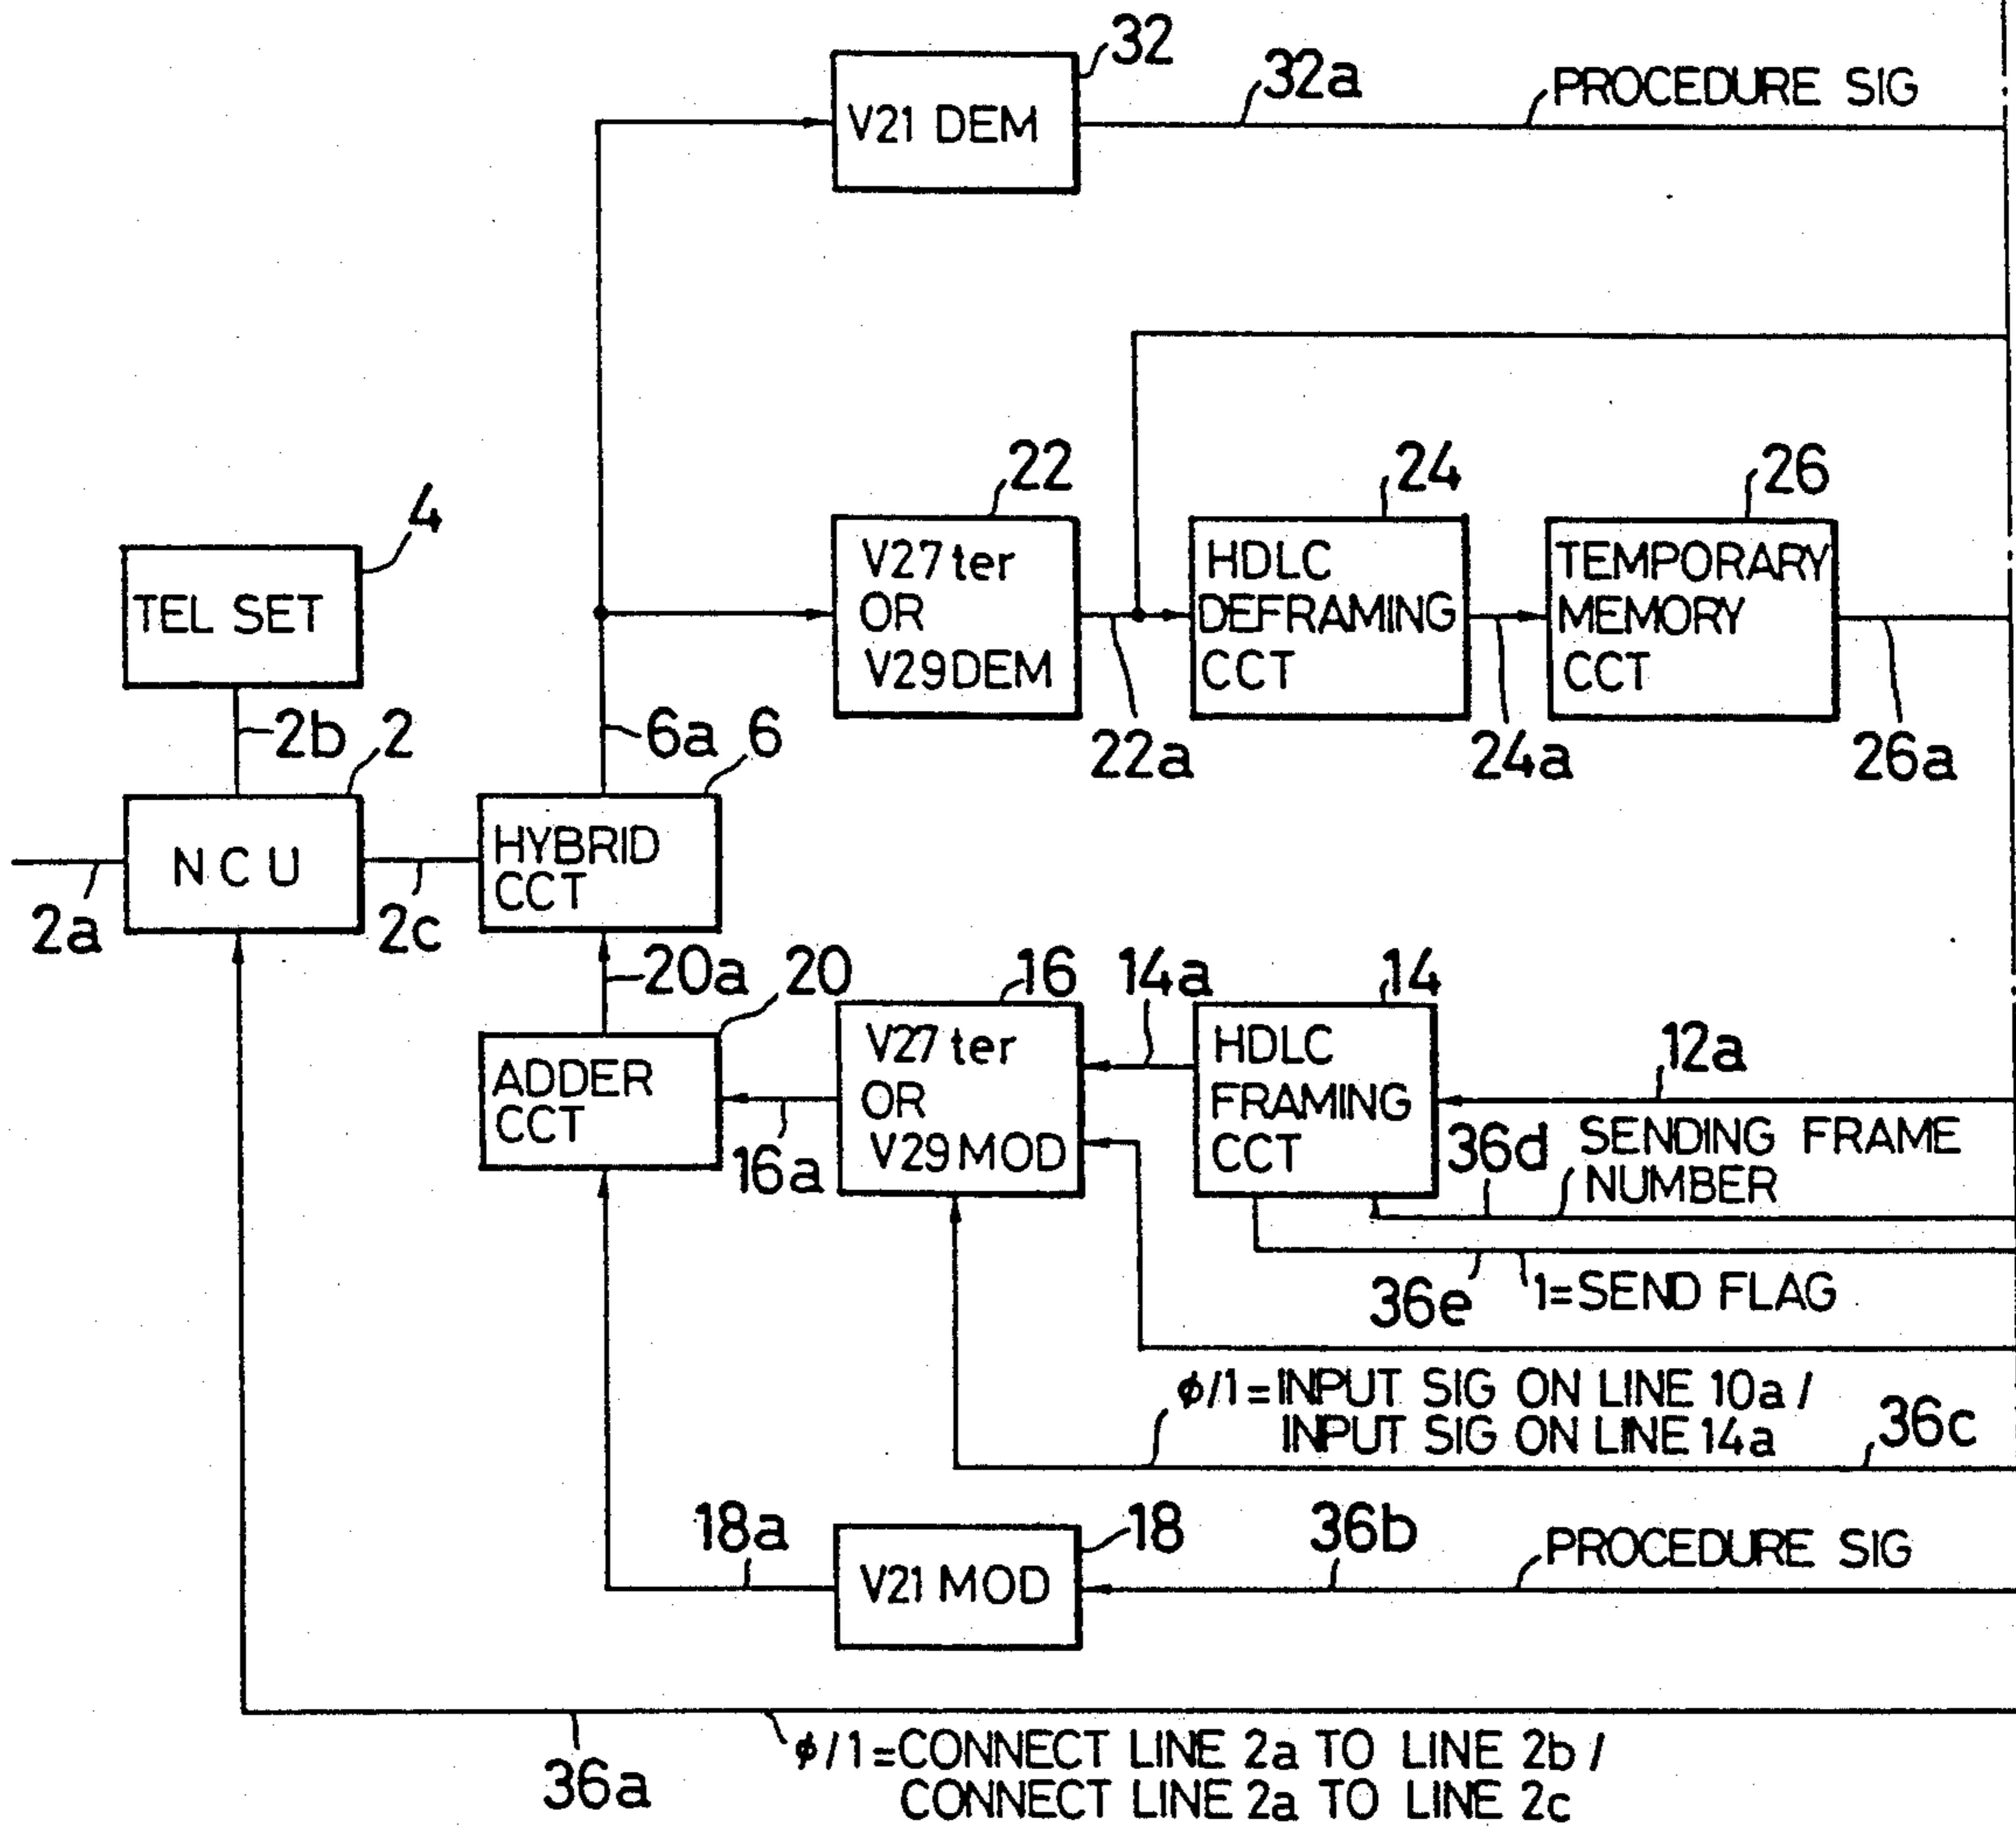 32
32a
PROCEDURE SIG
V21 DEM
22
24
26
4
V27 ter
OR
V29 DEM
HDLC
DEFRAMING
CCT
TEMPORARY
MEMORY
CCT
TEL SET
2b
2
6a
6
22a
24a
26a
NCU
HYBRID
CCT
2a
2c
20a
20
16
14a
14
12a
ADDER
CCT
V27 ter
OR
V29 MOD
HDLC
FRAMING
CCT
16a
36d
SENDING FRAME
NUMBER
36e
1=SEND FLAG
ϕ/1=INPUT SIG ON LINE 10a /
INPUT SIG ON LINE 14a
36c
18a
18
36b
PROCEDURE SIG
V21 MOD
36a
ϕ/1=CONNECT LINE 2a TO LINE 2b /
CONNECT LINE 2a TO LINE 2c